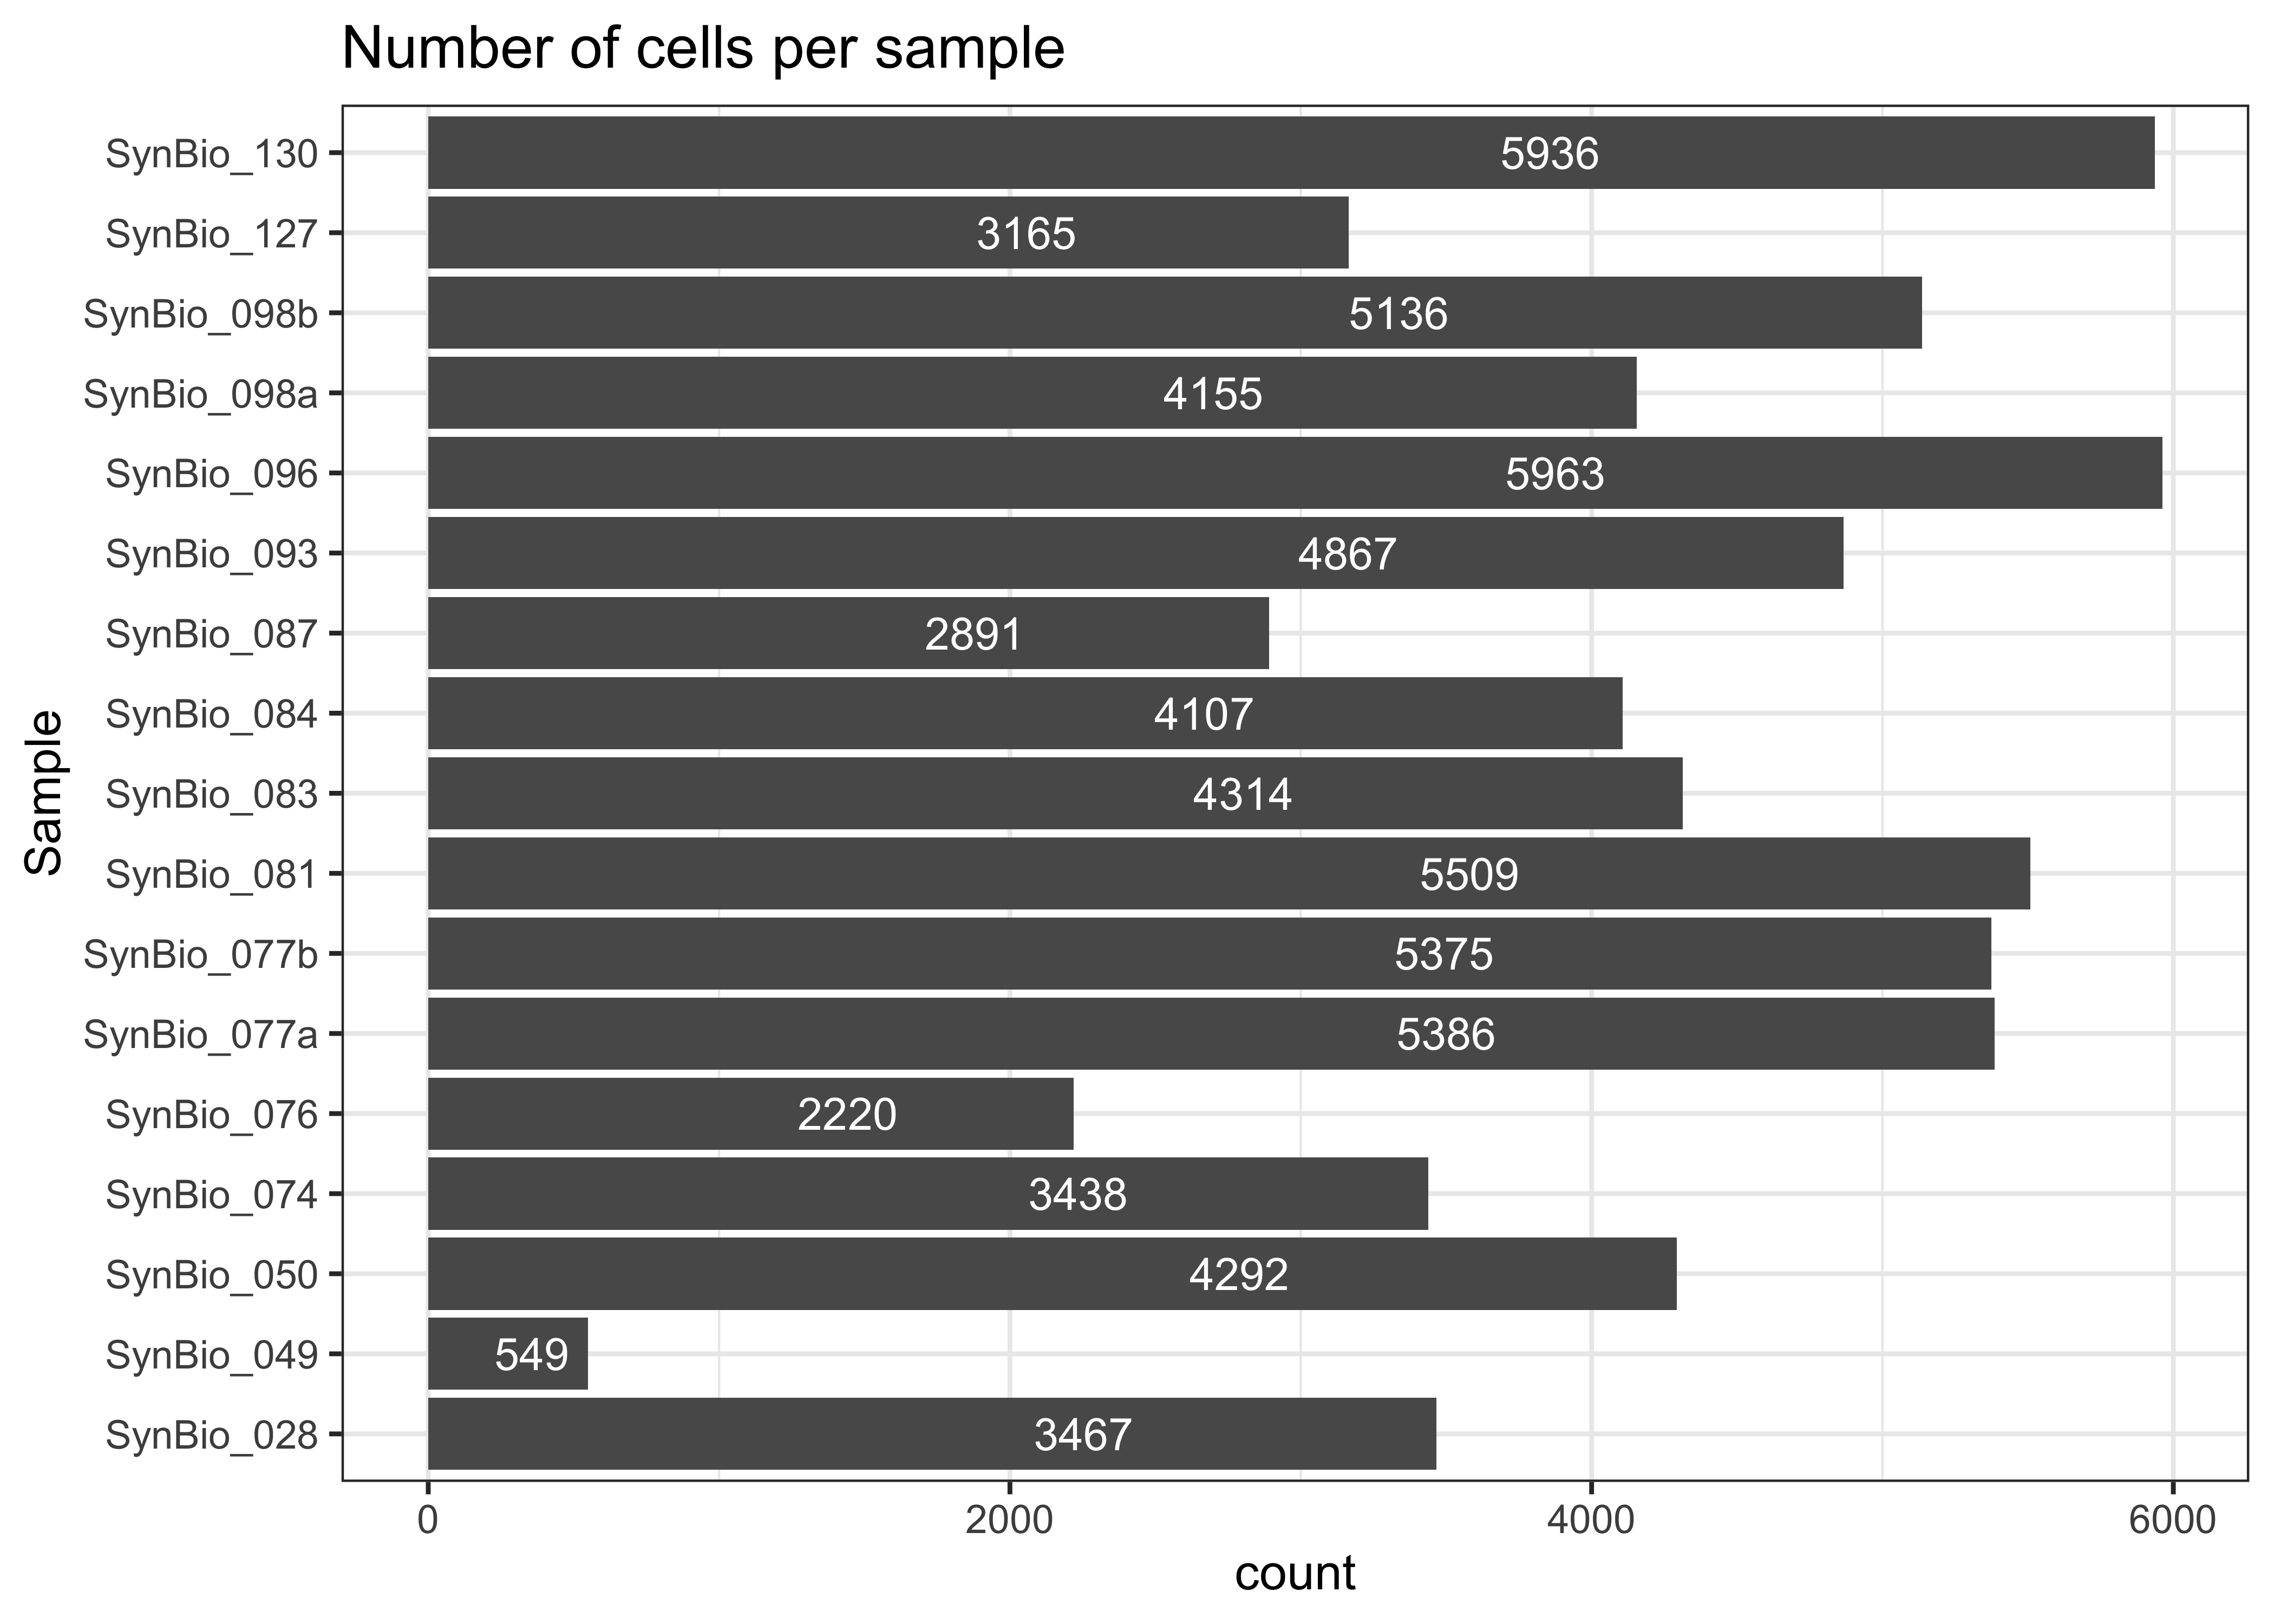 Number of cells per sample
SynBio_130 5936
SynBio_127 3165
SynBio_098b 5136
SynBio_098a 4155
SynBio_096 5963
SynBio_093 4867
SynBio_087 2891
SynBio_084 4107
SynBio_083 4314
SynBio_081 5509
SynBio_077b 5375
SynBio_077a 5386
SynBio_076 2220
SynBio_074 3438
SynBio_050 4292
SynBio_049 549
SynBio_028 3467
Sample
0 2000 4000 6000
count